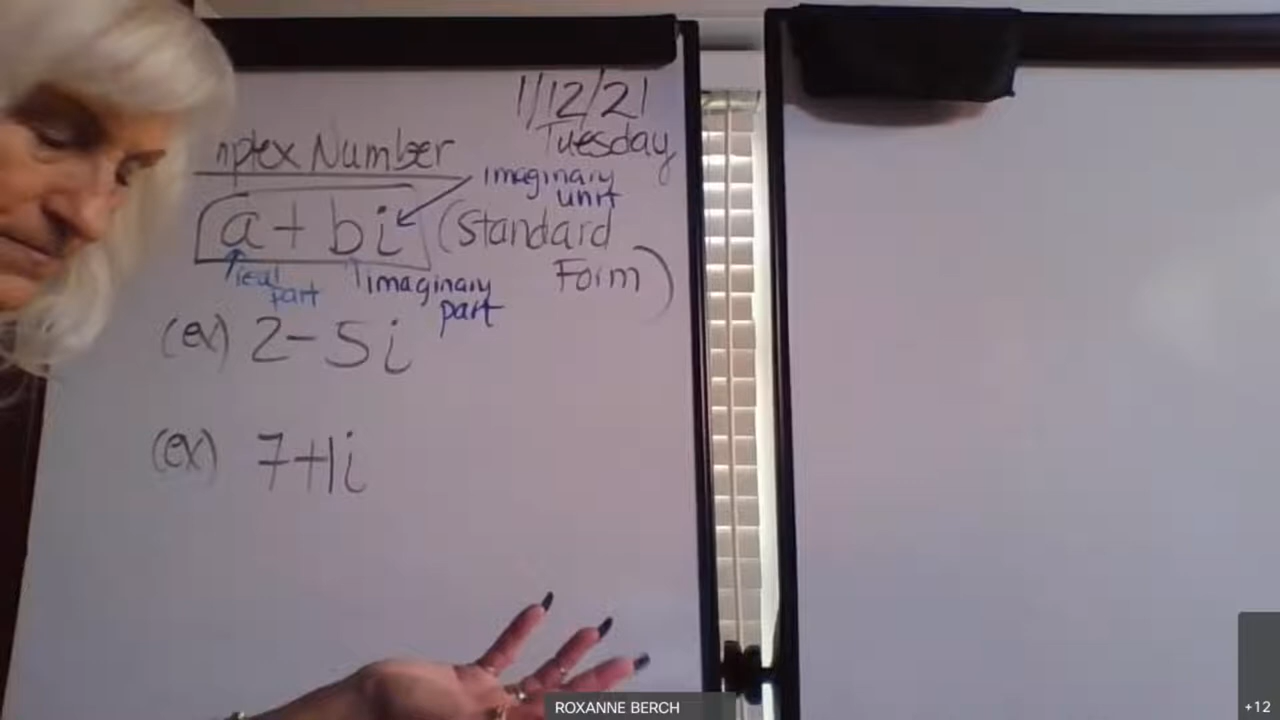 1/12/21
Tuesday
mplex Number
imaginary
unit
a + bi (Standard
Form)
real
part
imaginary
part
(ex) 2-5i
(ex) 7+1i
ROXANNE BERCH
+12